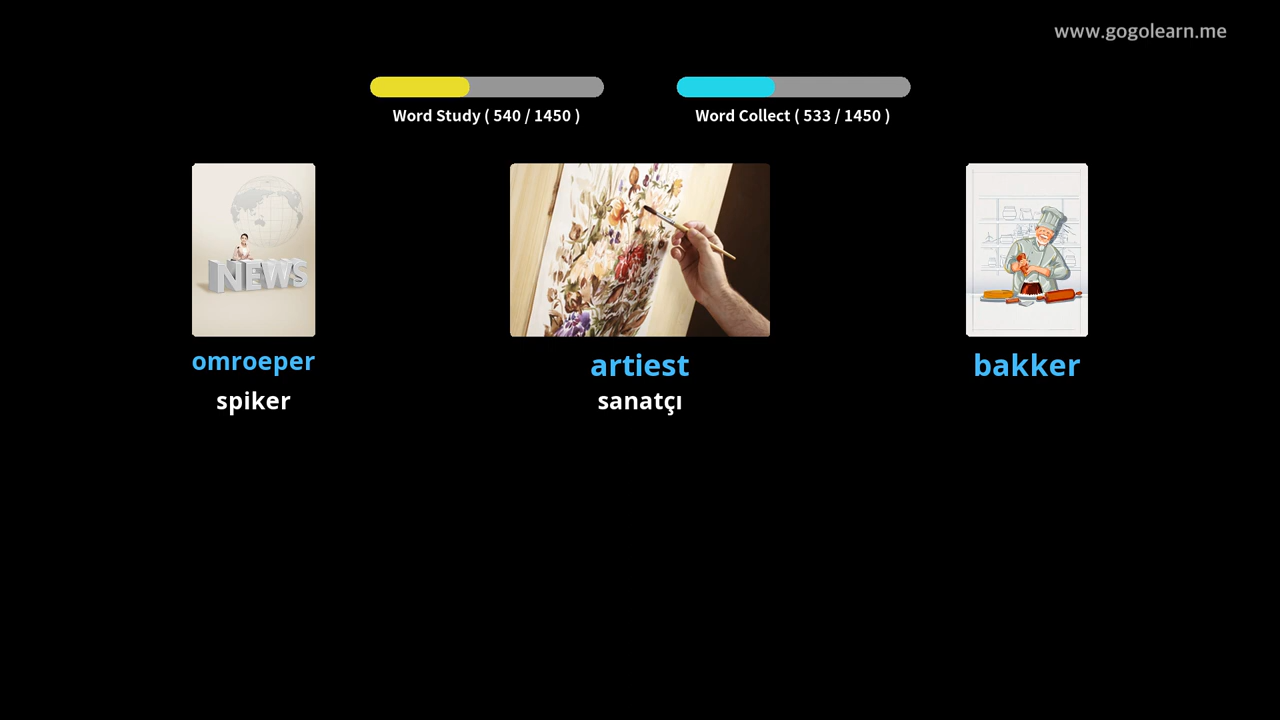 www.gogolearn.me
Word Study ( 540 / 1450 )
Word Collect ( 533 / 1450 )
NEWS
omroeper
artiest
bakker
spiker
sanatçı